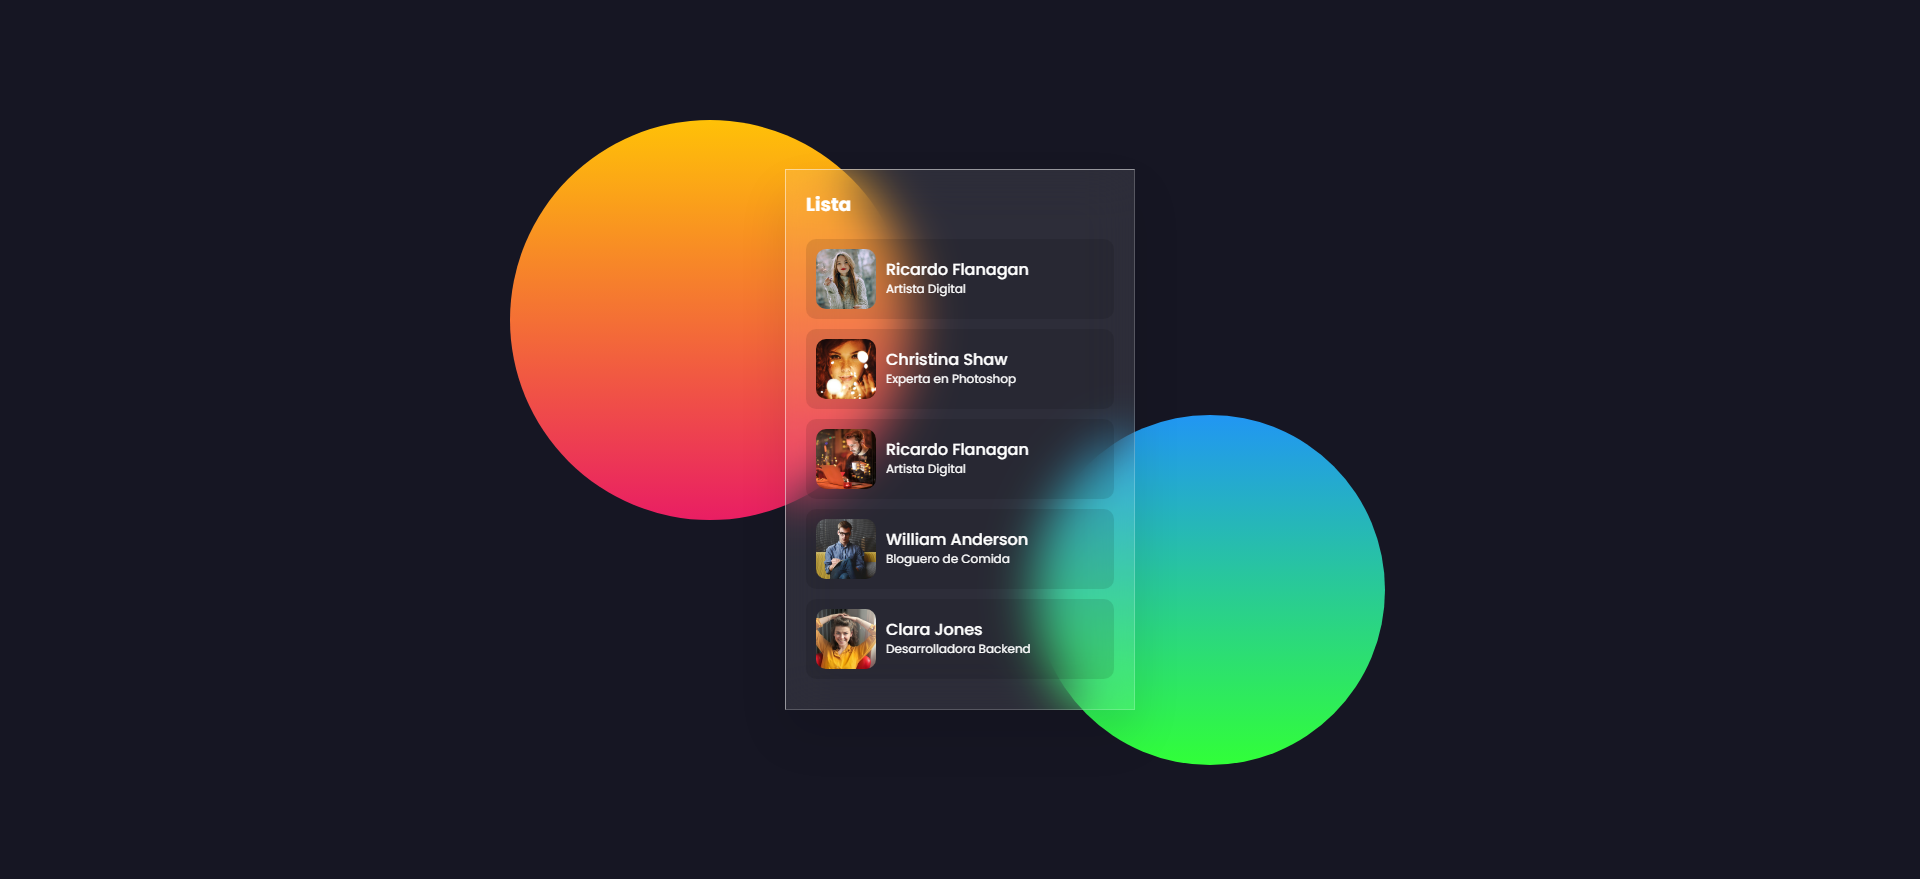 Lista
Ricardo Flanagan
Artista Digital
Christina Shaw
Experta en Photoshop
Ricardo Flanagan
Artista Digital
William Anderson
Bloguero de Comida
Clara Jones
Desarrolladora Backend